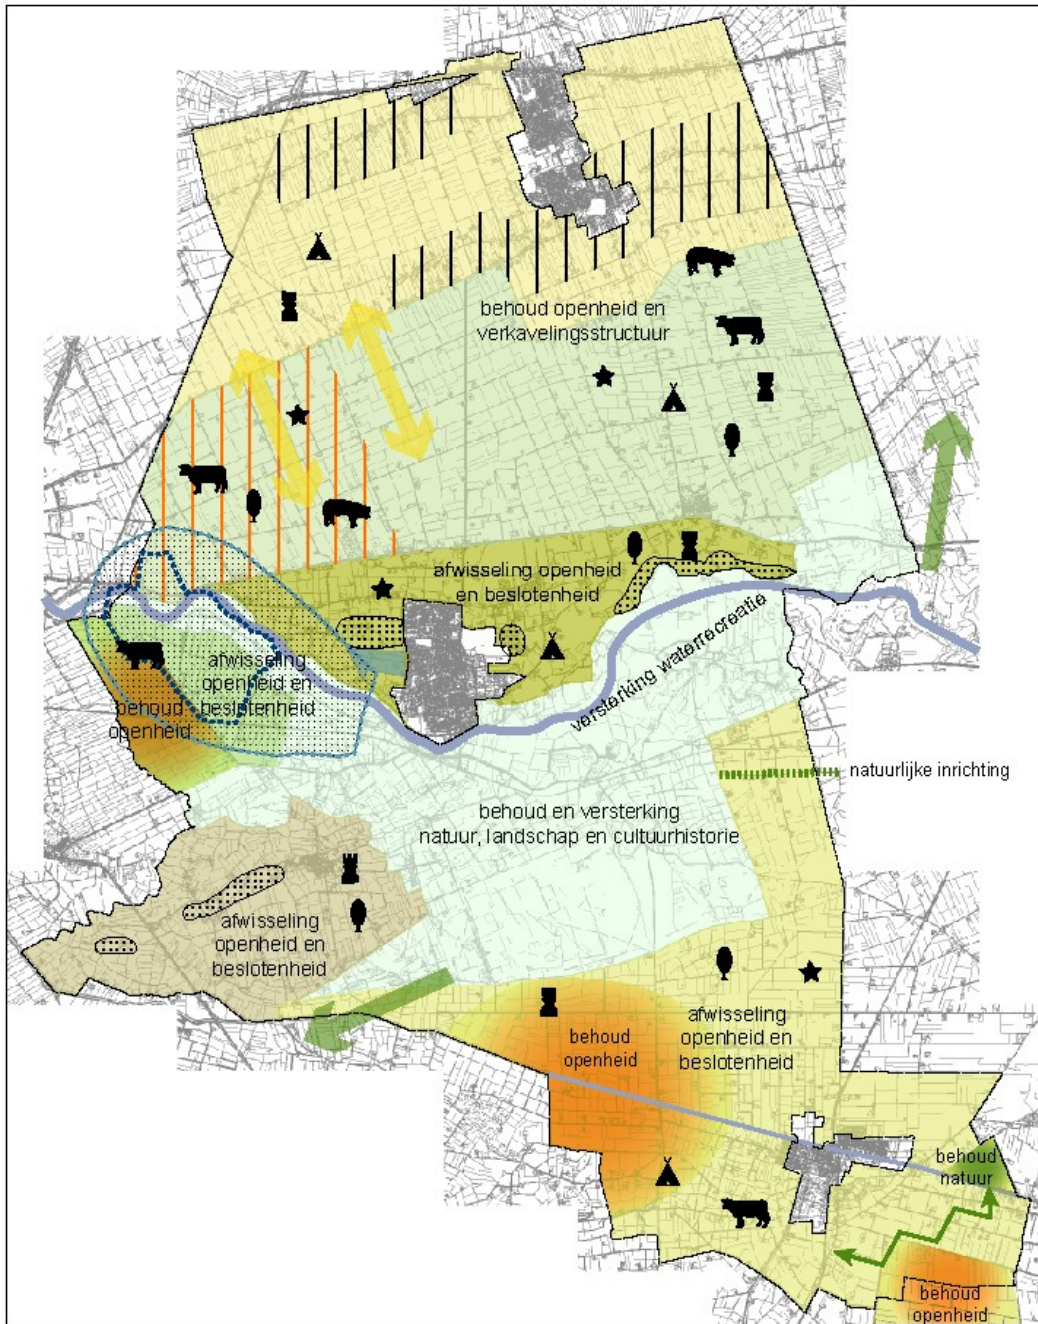 behoud openheid en
verkavelingsstructuur
afwisseling openheid
en beslotenheid
afwisseling
openheid en
beslotenheid
behoud
openheid
versterking waterrecreatie
natuurlijke inrichting
behoud en versterking
natuur, landschap en cultuurhistorie
afwisseling
openheid en
beslotenheid
behoud
openheid
afwisseling
openheid en
beslotenheid
behoud
natuur
behoud
openheid